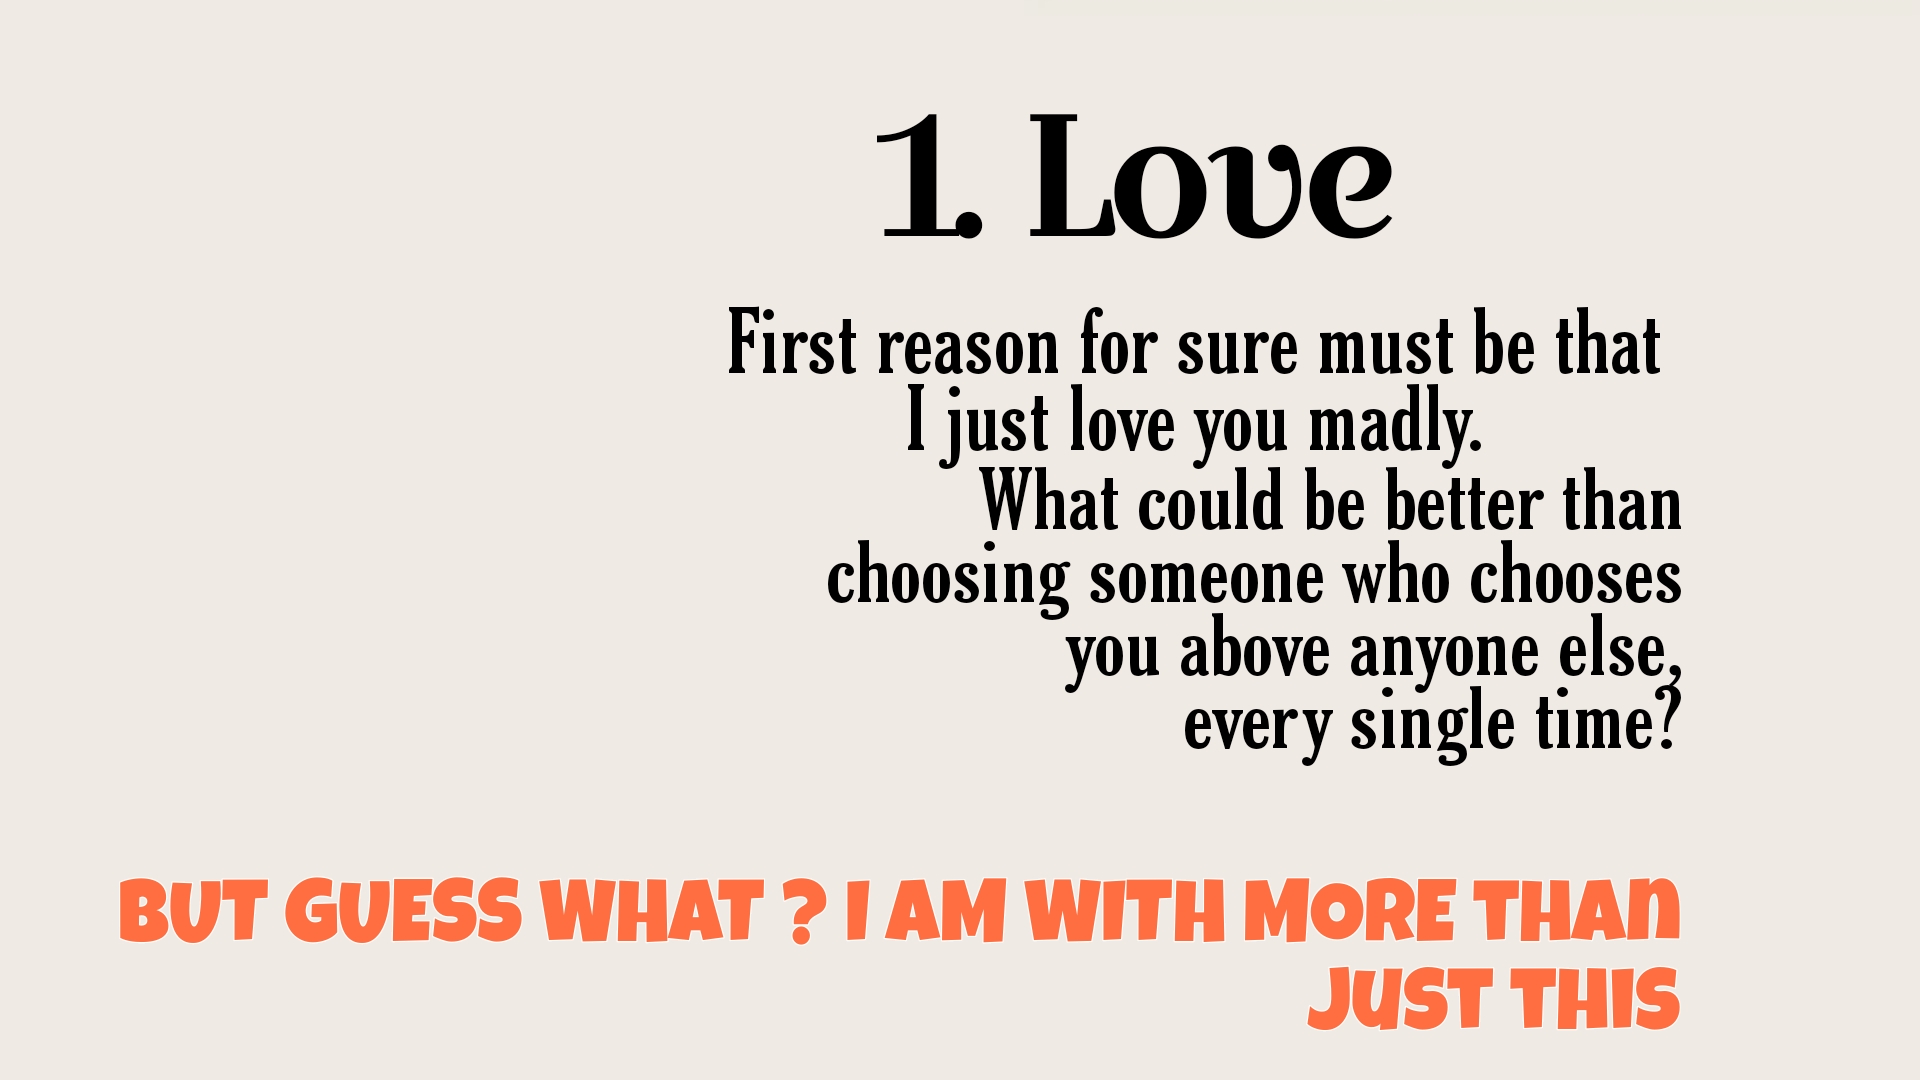 1. Love
First reason for sure must be that
I just love you madly.
What could be better than
choosing someone who chooses
you above anyone else,
every single time?
BUT GUESS WHAT ? I AM WITH MORE THAN
JUST THIS